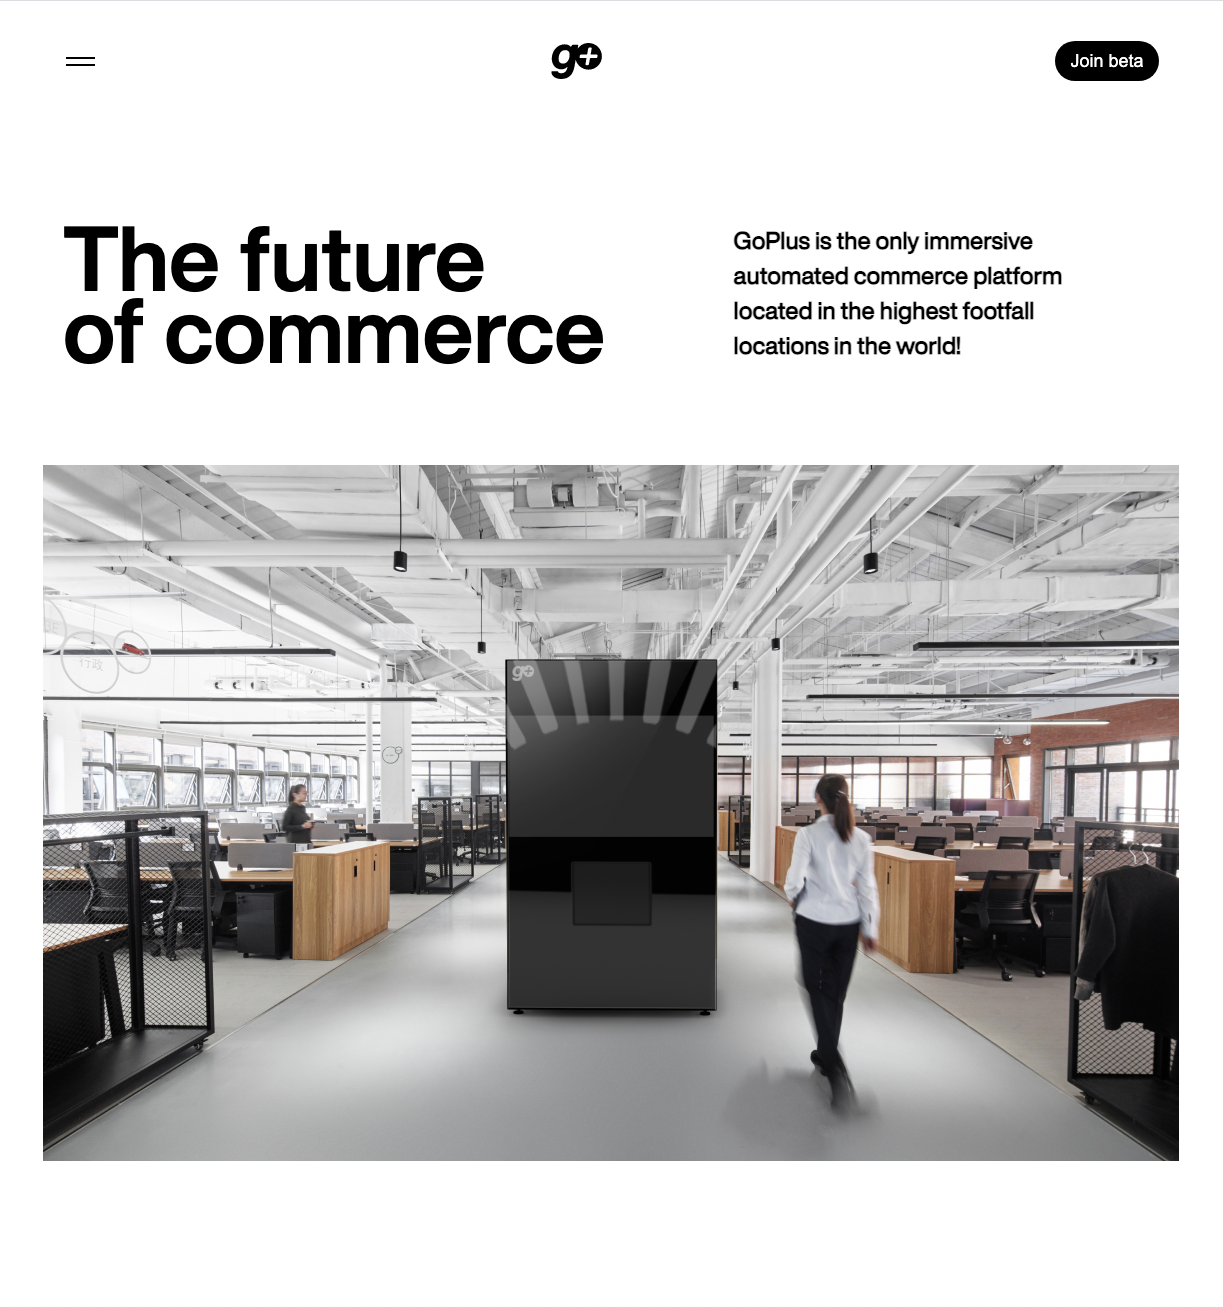 g+
Join beta
The future
of commerce
GoPlus is the only immersive
automated commerce platform
located in the highest footfall
locations in the world!
行政
g+